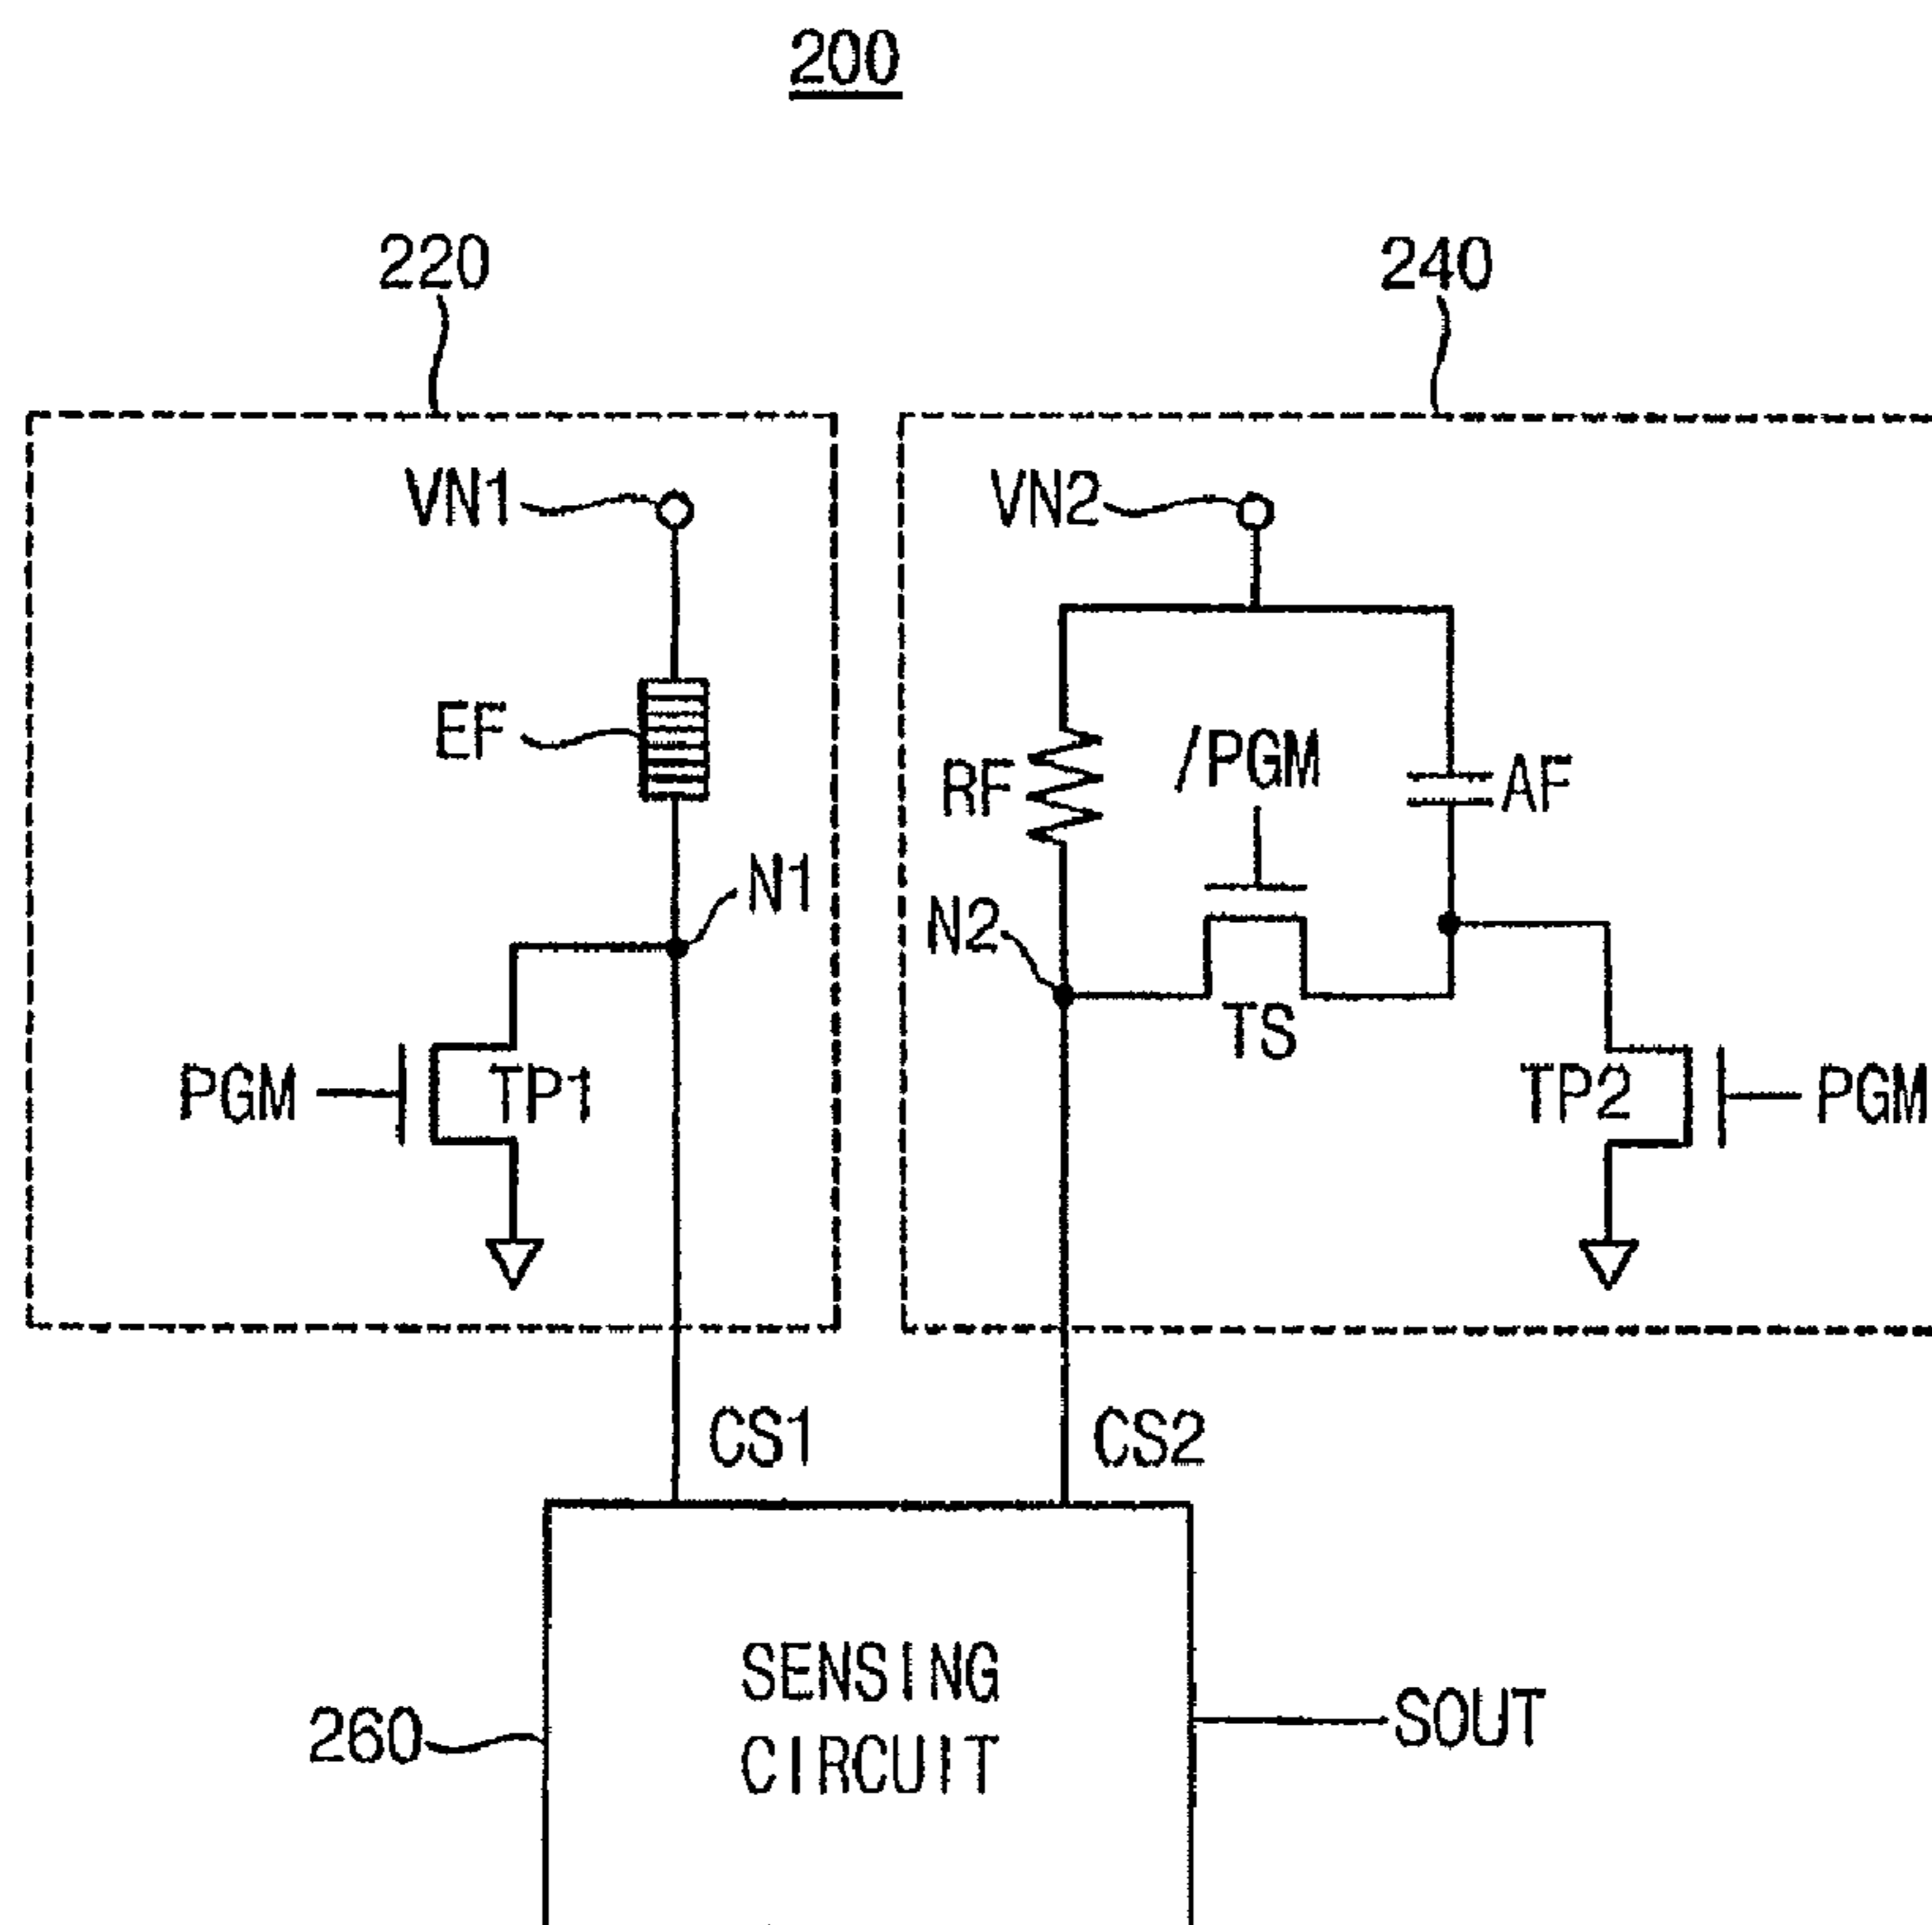 200
220
240
VN1
VN2
EF
RF
/PGM
AF
N1
N2
TS
PGM
TP1
TP2
PGM
CS1
CS2
SENSING
CIRCUIT
260
SOUT